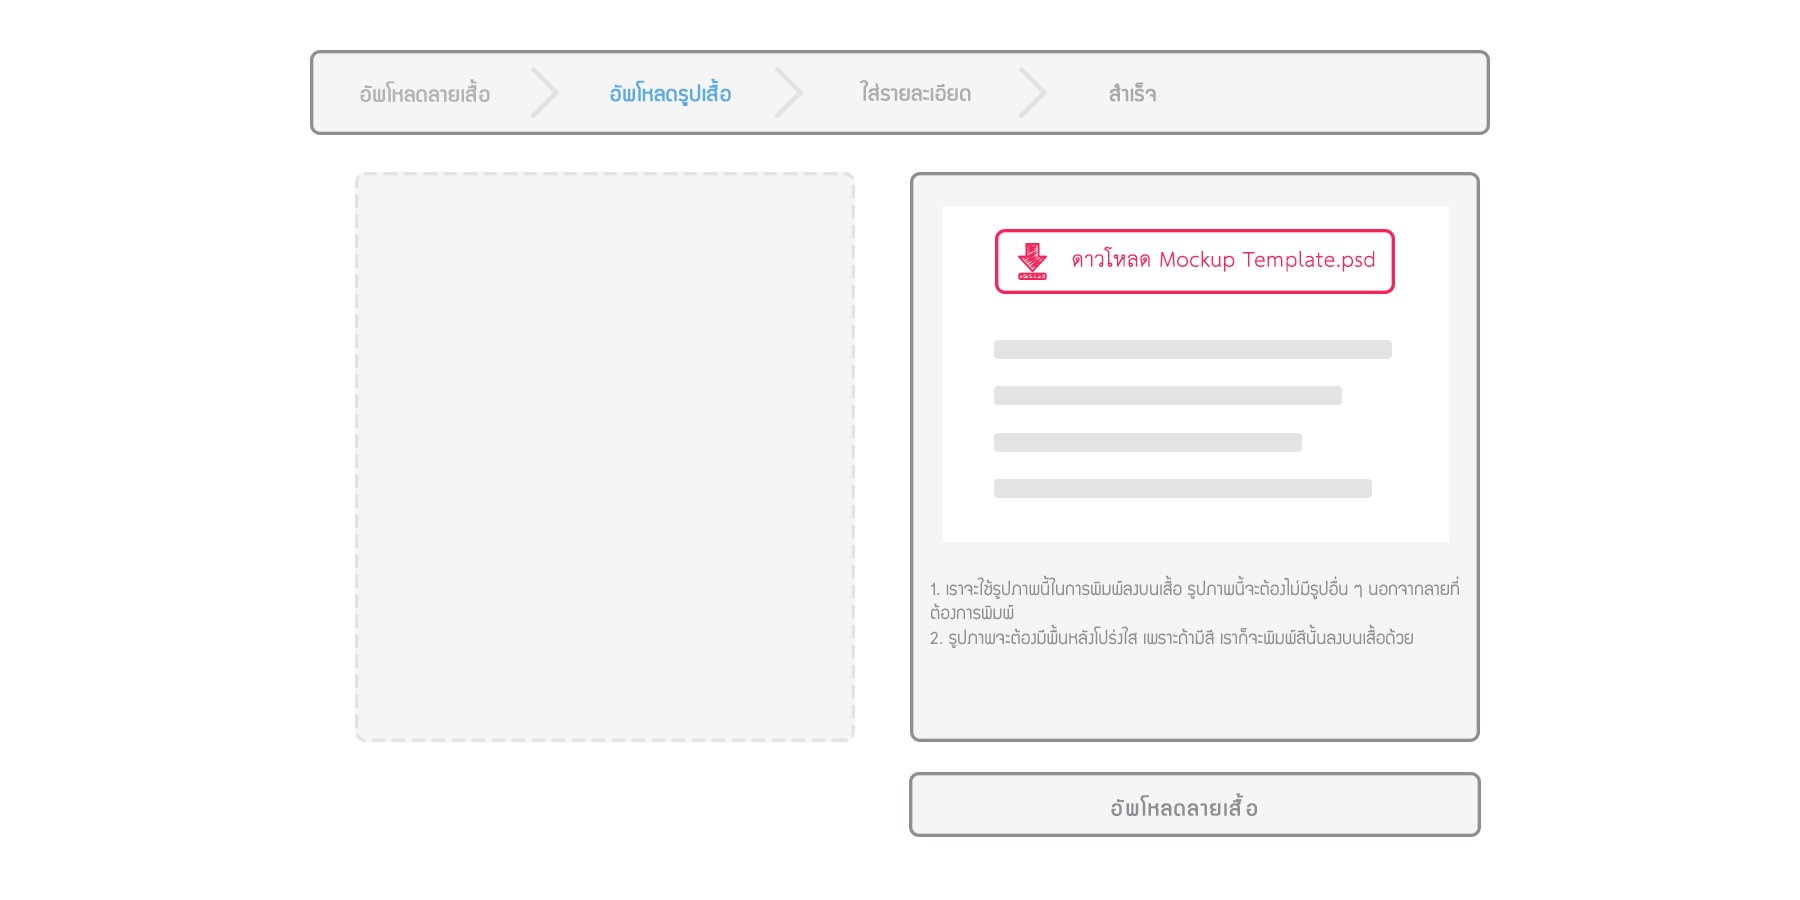 อัพโหลดลายเสื้อ
อัพโหลดรูปเสื้อ
ใส่รายละเอียด
สำเร็จ
ดาวโหลด Mockup Template.psd
1. เราจะใช้รูปภาพนี้ในการพิมพ์ลงบนเสื้อ รูปภาพนี้จะต้องไม่มีรูปอื่น ๆ นอกจากลายที่
ต้องการพิมพ์
2. รูปภาพจะต้องมีพื้นหลังโปร่งใส เพราะถ้ามีสี เราก็จะพิมพ์สีนั้นลงบนเสื้อด้วย
อัพโหลดลายเสื้อ